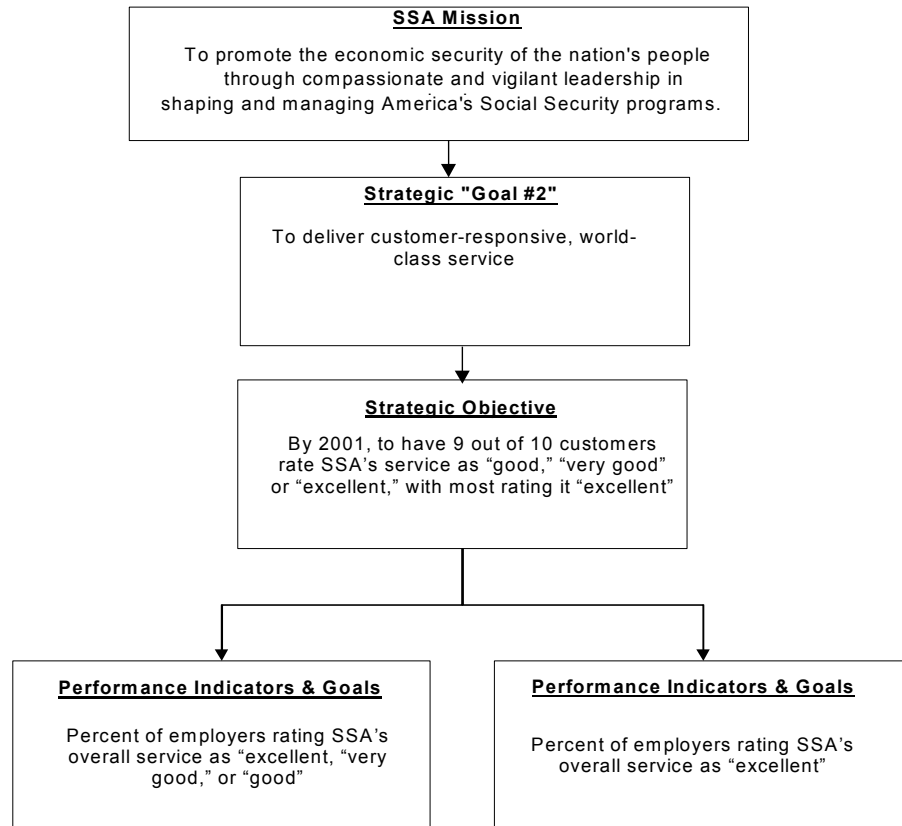 SSA Mission
To promote the economic security of the nation's people
through compassionate and vigilant leadership in
shaping and managing America's Social Security programs.
Strategic "Goal #2"
To deliver customer-responsive, world-
class service
Strategic Objective
By 2001, to have 9 out of 10 customers
rate SSA’s service as “good,” “very good”
or “excellent,” with most rating it “excellent”
Performance Indicators & Goals
Percent of employers rating SSA’s
overall service as “excellent, “very
good,” or “good”
Performance Indicators & Goals
Percent of employers rating SSA’s
overall service as “excellent”